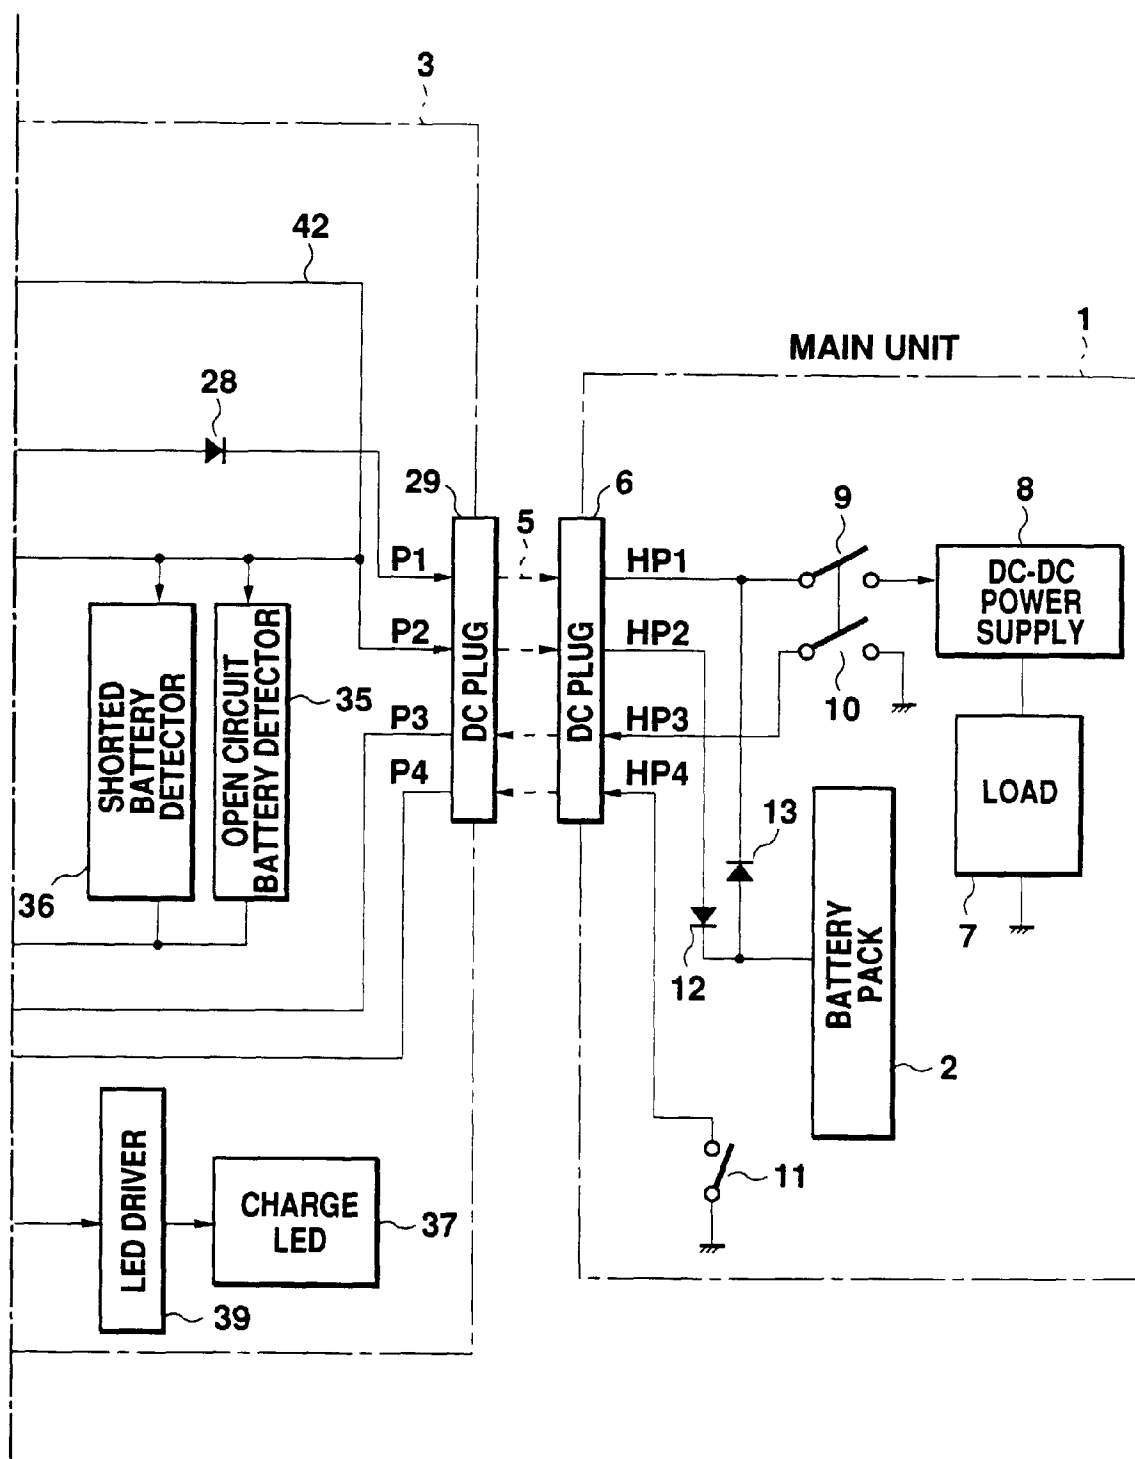 3
42
1
MAIN UNIT
28
29
6
5
9
8
P1
HP1
DC-DC
POWER
SUPPLY
P2
HP2
DC PLUG
DC PLUG
10
SHORTED
BATTERY
DETECTOR
OPEN CIRCUIT
BATTERY DETECTOR
35
P3
HP3
P4
HP4
LOAD
13
36
7
12
BATTERY
PACK
2
11
LED DRIVER
CHARGE
LED
37
39